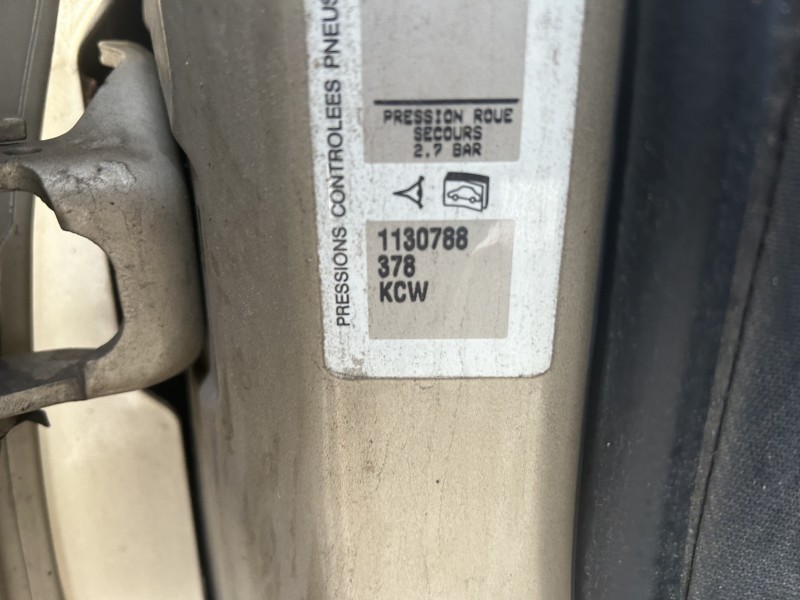 PRESSIONS CONTROLEES PNEUS
PRESSION ROUE
SECOURS
2.7 BAR
1130788
378
KCW